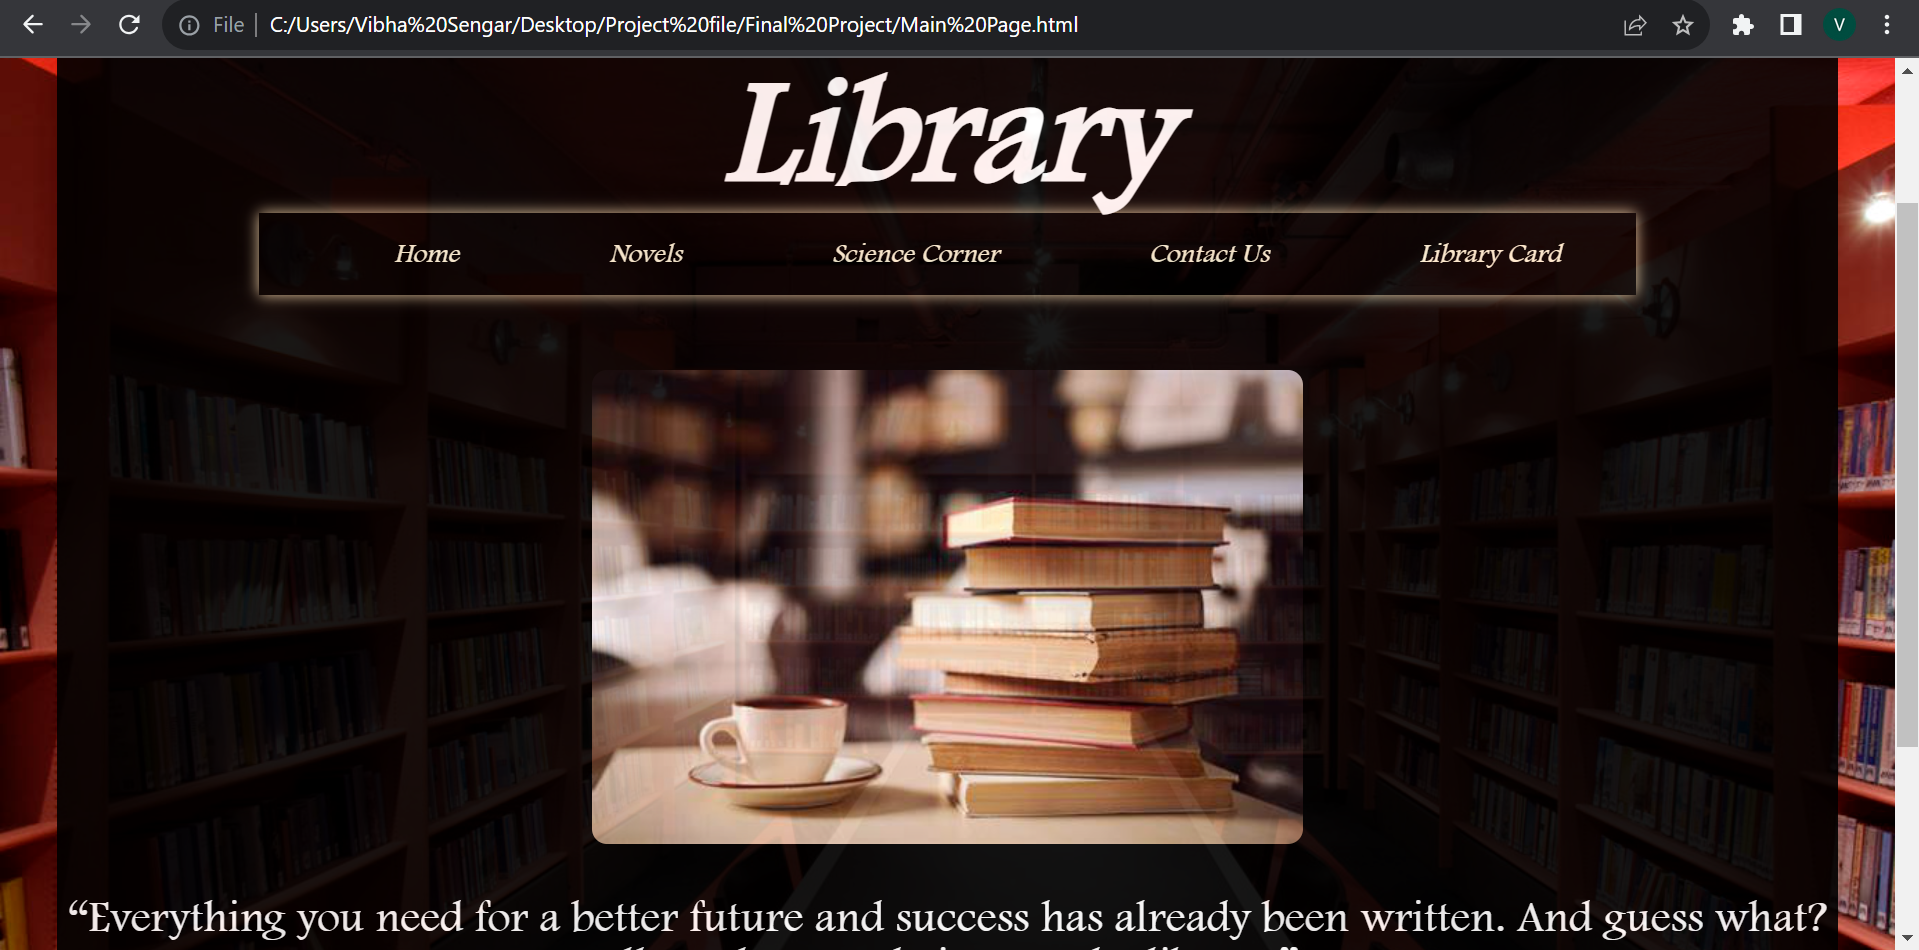 File
C:/Users/Vibha%20Sengar/Desktop/Project%20file/Final%20Project/Main%20Page.html
V
Library
Home Novels Science Corner Contact Us Library Card
“Everything you need for a better future and success has already been written. And guess what?